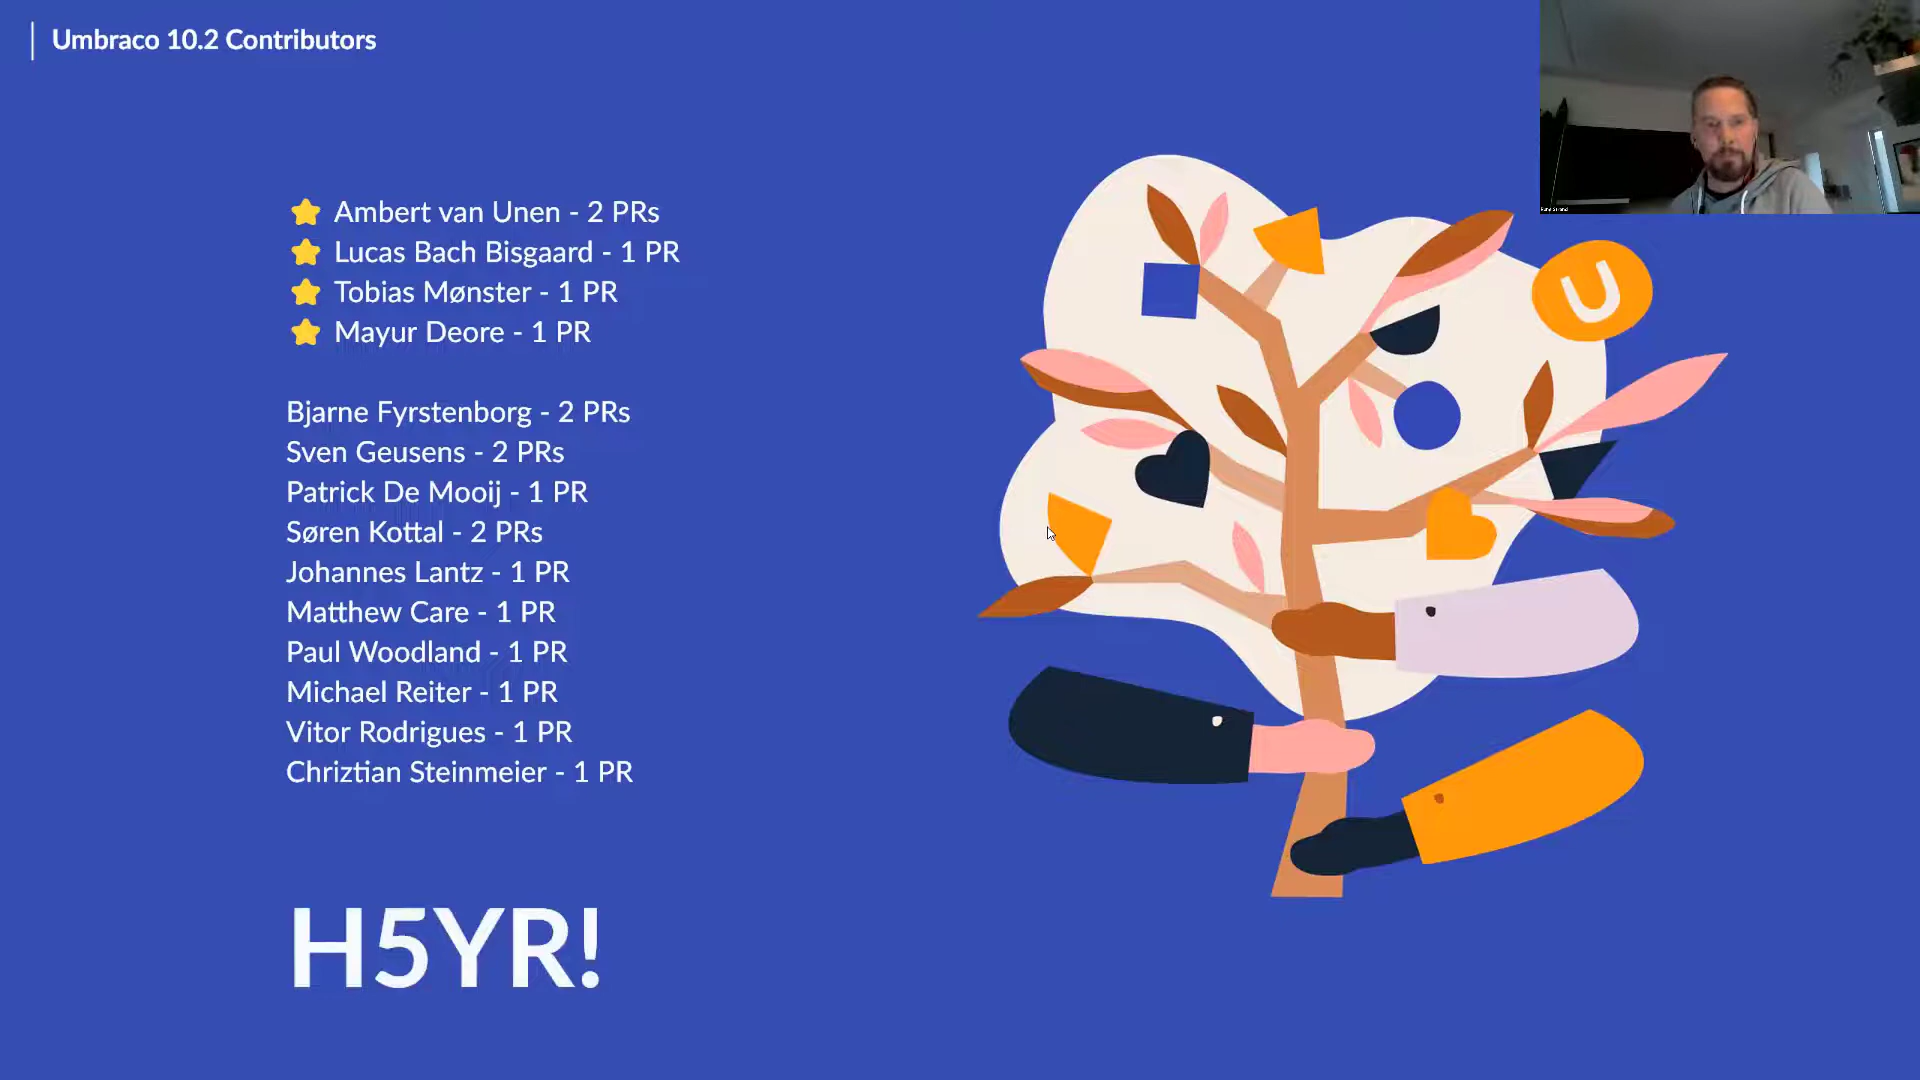 Umbraco 10.2 Contributors
Ambert van Unen - 2 PRs
Lucas Bach Bisgaard - 1 PR
Tobias Mønster - 1 PR
Mayur Deore - 1 PR
Bjarne Fyrstenborg - 2 PRs
Sven Geusens - 2 PRs
Patrick De Mooij - 1 PR
Søren Kottal - 2 PRs
Johannes Lantz - 1 PR
Matthew Care - 1 PR
Paul Woodland - 1 PR
Michael Reiter - 1 PR
Vitor Rodrigues - 1 PR
Chriztian Steinmeier - 1 PR
H5YR!
U